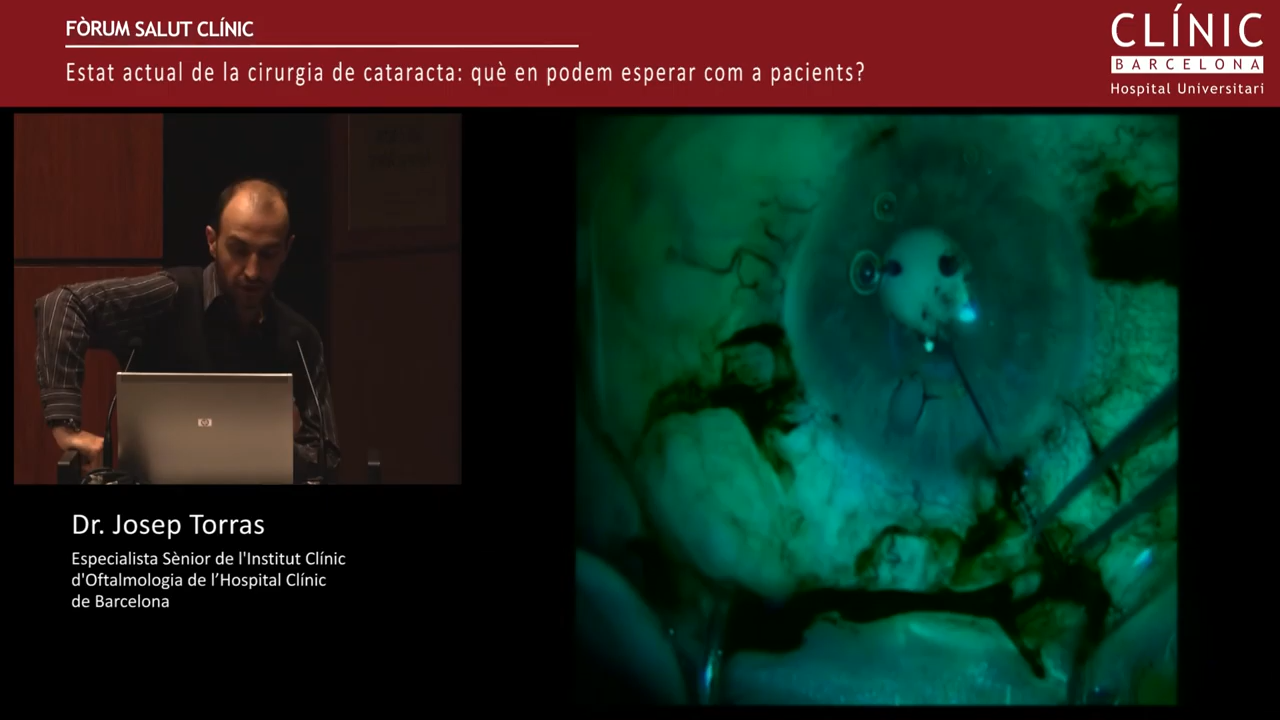 FÒRUM SALUT CLÍNIC
Estat actual de la cirurgia de cataracta: què en podem esperar com a pacients?
CLÍNIC
BARCELONA
Hospital Universitari
hp
Dr. Josep Torras
Especialista Sènior de l'Institut Clínic
d'Oftalmologia de l’Hospital Clínic
de Barcelona